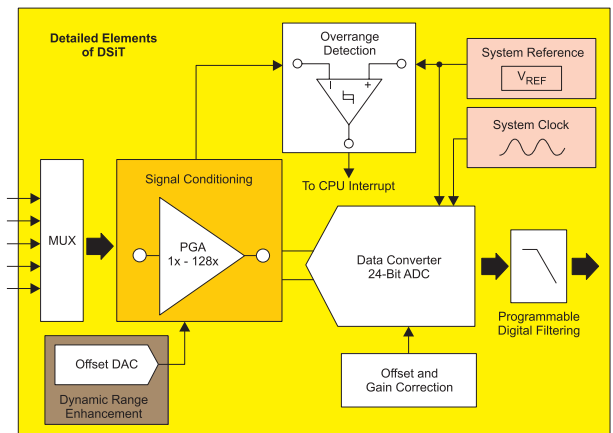 Detailed Elements
of DSiT
Overrange
Detection
System Reference
VREF
System Clock
To CPU Interrupt
Signal Conditioning
MUX
PGA
1x - 128x
Data Converter
24-Bit ADC
Programmable
Digital Filtering
Offset DAC
Dynamic Range
Enhancement
Offset and
Gain Correction